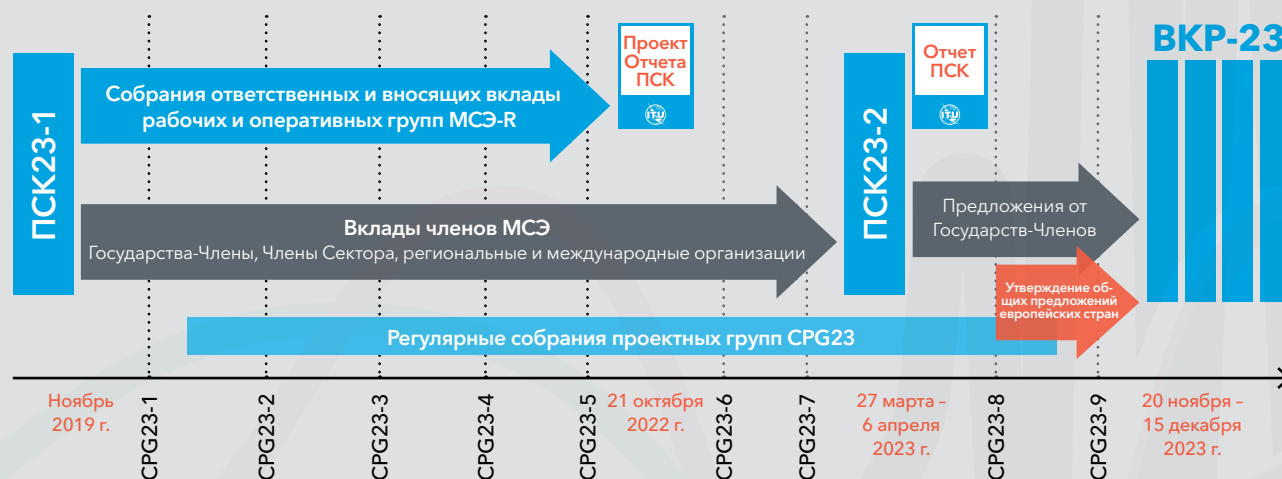 ПСК23-1
Собрания ответственных и вносящих вклады
рабочих и оперативных групп МСЭ-R
Проект
Отчета
ПСК
ITU
ПСК23-2
Отчет
ПСК
ITU
ВКР-23
Вклады членов МСЭ
Государства-Члены, Члены Сектора, региональные и международные организации
Предложения от
Государств-Членов
Утверждение об-
щих предложений
европейских стран
Регулярные собрания проектных групп CPG23
Ноябрь
2019 г.
CPG23-1
CPG23-2
CPG23-3
CPG23-4
CPG23-5
21 октября
2022 г.
CPG23-6
CPG23-7
27 марта –
6 апреля
2023 г.
CPG23-8
CPG23-9
20 ноября –
15 декабря
2023 г.